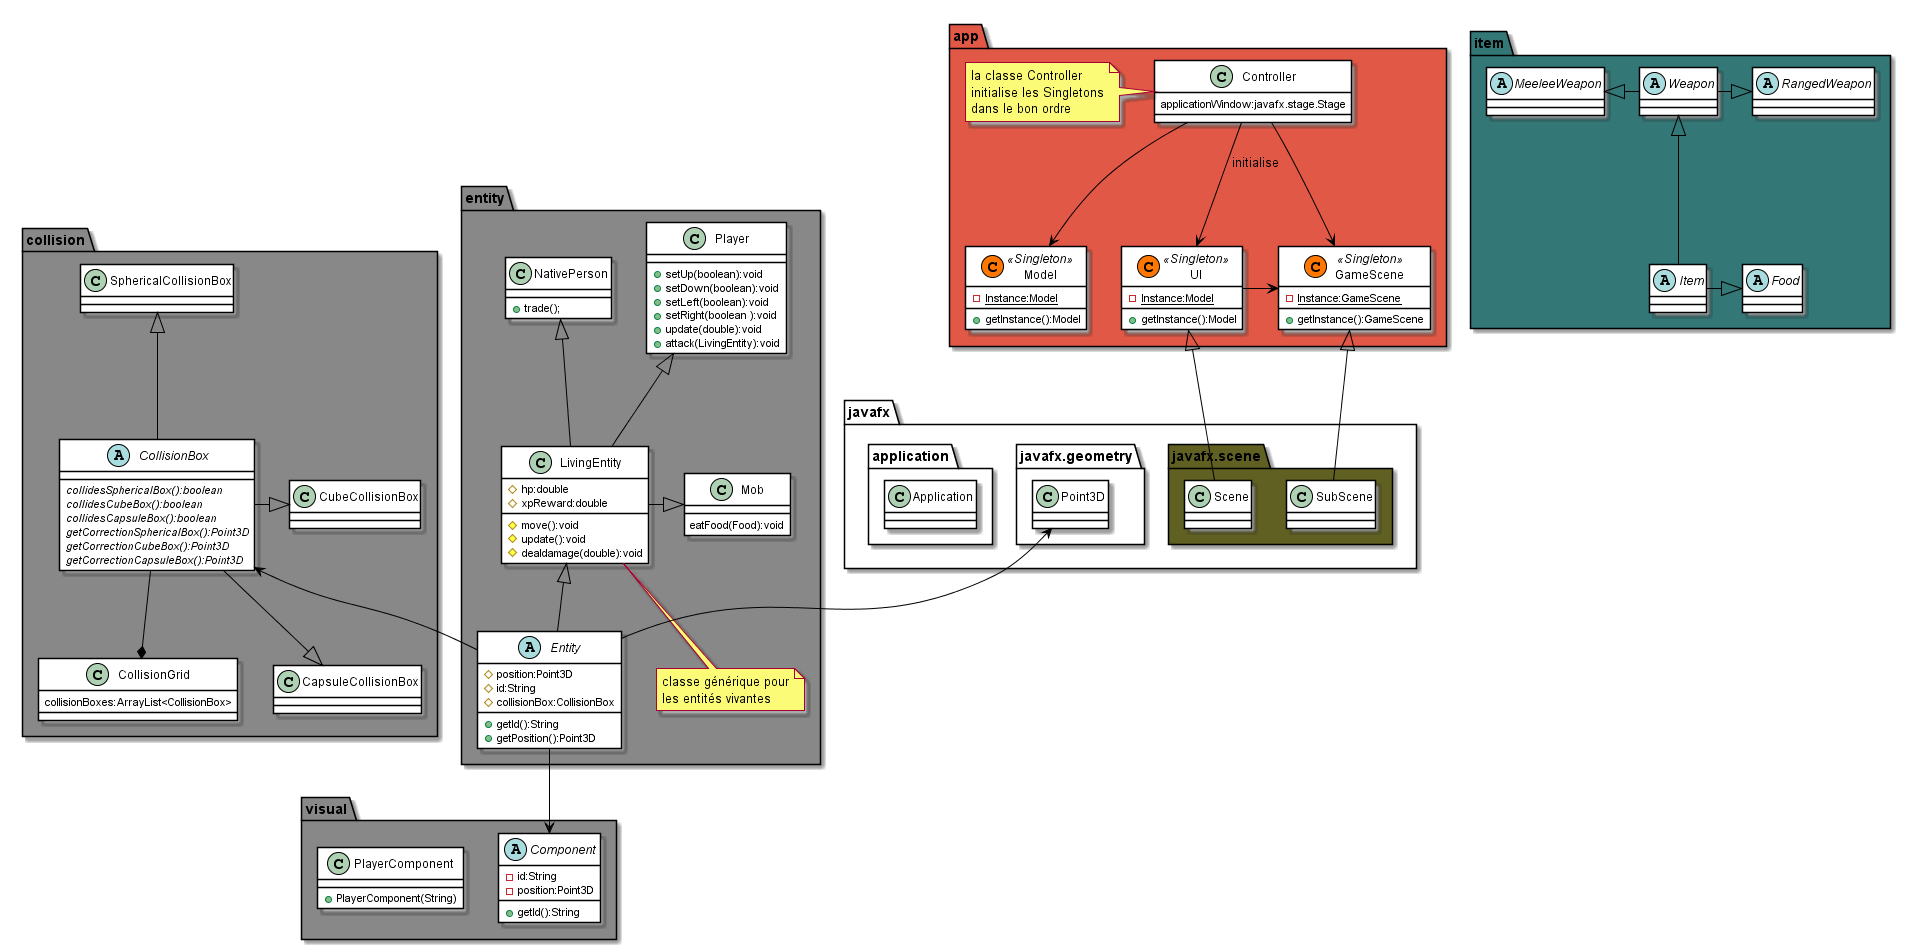 app
la classe Controller
initialise les Singletons
dans le bon ordre
C Controller
applicationWindow:javafx.stage.Stage
initialise
C «Singleton»
Model
Instance:Model
getInstance():Model
C «Singleton»
UI
Instance:Model
getInstance():Model
C «Singleton»
GameScene
Instance:GameScene
getInstance():GameScene
item
A MeeleeWeapon
A Weapon
A RangedWeapon
A Item
A Food
collision
C SphericalCollisionBox
A CollisionBox
collidesSphericalBox():boolean
collidesCubeBox():boolean
collidesCapsuleBox():boolean
getCorrectionSphericalBox():Point3D
getCorrectionCubeBox():Point3D
getCorrectionCapsuleBox():Point3D
C CubeCollisionBox
C CollisionGrid
collisionBoxes:ArrayList<CollisionBox>
C CapsuleCollisionBox
entity
C NativePerson
trade();
C Player
setUp(boolean):void
setDown(boolean):void
setLeft(boolean):void
setRight(boolean ):void
update(double):void
attack(LivingEntity):void
C LivingEntity
hp:double
xpReward:double
move():void
update():void
dealdamage(double):void
C Mob
eatFood(Food):void
A Entity
position:Point3D
id:String
collisionBox:CollisionBox
getId():String
getPosition():Point3D
classe générique pour
les entités vivantes
javafx
application
C Application
javafx.geometry
C Point3D
javafx.scene
C Scene
C SubScene
visual
C PlayerComponent
PlayerComponent(String)
A Component
id:String
position:Point3D
getId():String